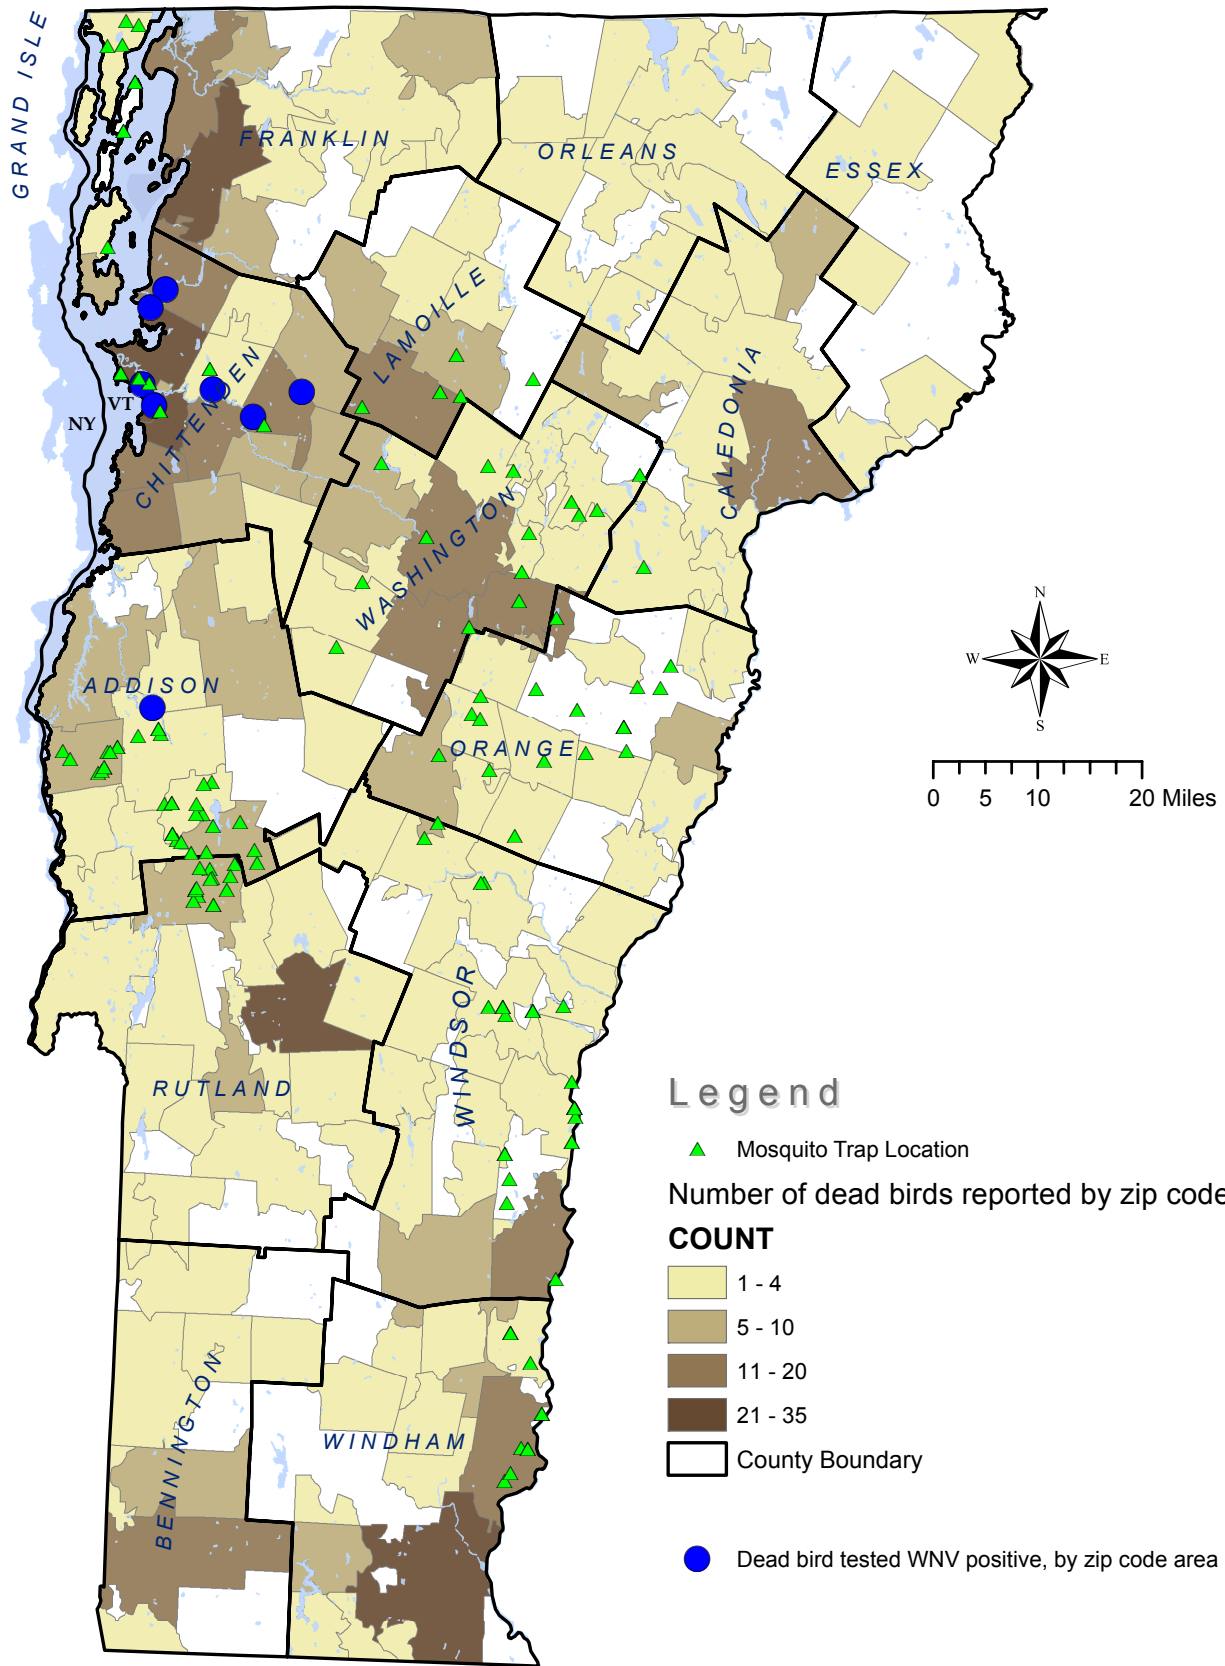 GRAND ISLE
FRANKLIN
ORLEANS
ESSEX
LAMOILLE
CHITTENDEN
VT
NY
CALEDONIA
WASHINGTON
N
W
E
S
ADDISON
ORANGE
0 5 10 20 Miles
WINDSOR
RUTLAND
Legend
Mosquito Trap Location
Number of dead birds reported by zip code
COUNT
1 - 4
5 - 10
11 - 20
21 - 35
County Boundary
Dead bird tested WNV positive, by zip code area
BENNINGTON
WINDHAM